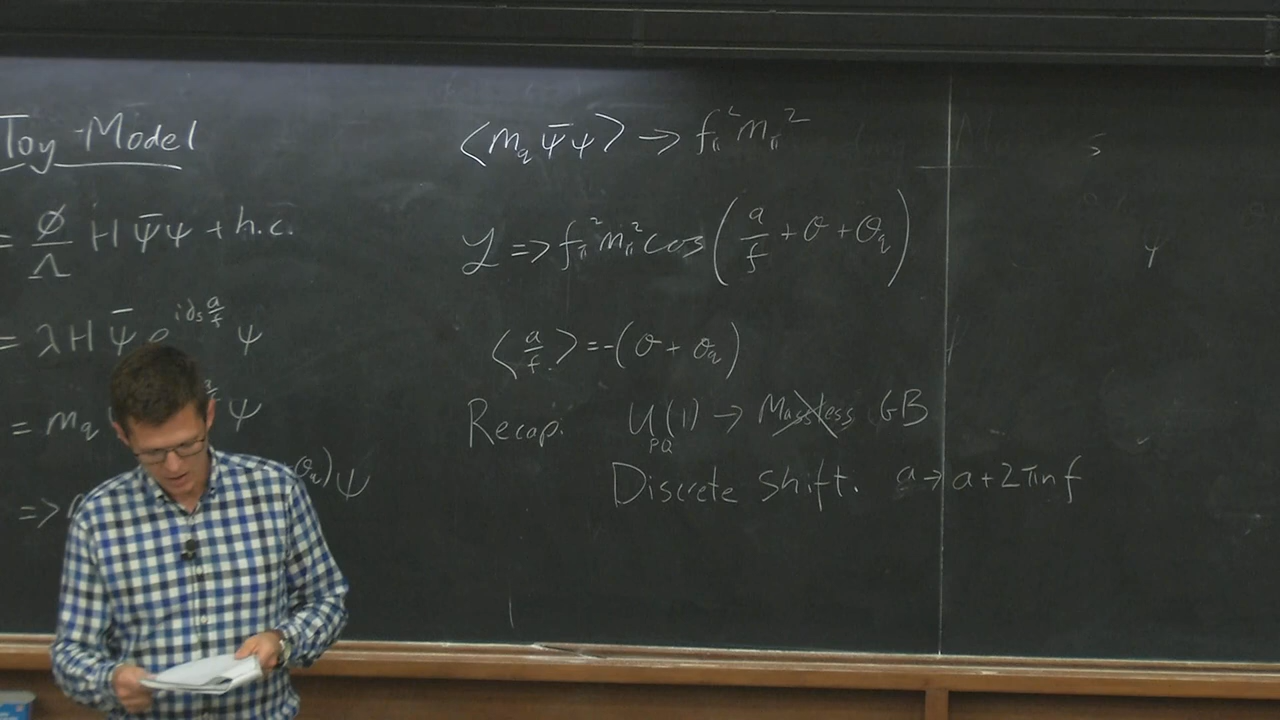 Toy-Model
= ϕ/Λ H ψ̄ψ + h.c.
= λ H ψ̄ e^{iγ₅ a/f} ψ
= m_q ψ
=> θ_q) ψ
⟨m_q ψ̄ψ⟩ → f_π² m_π²
ℒ => f_π² m_π² cos(a/f + θ + θ_q)
⟨a/f⟩ = -(θ + θ_q)
Recap: U(1)_PQ → Massless GB
Discrete shift. a → a + 2πnf